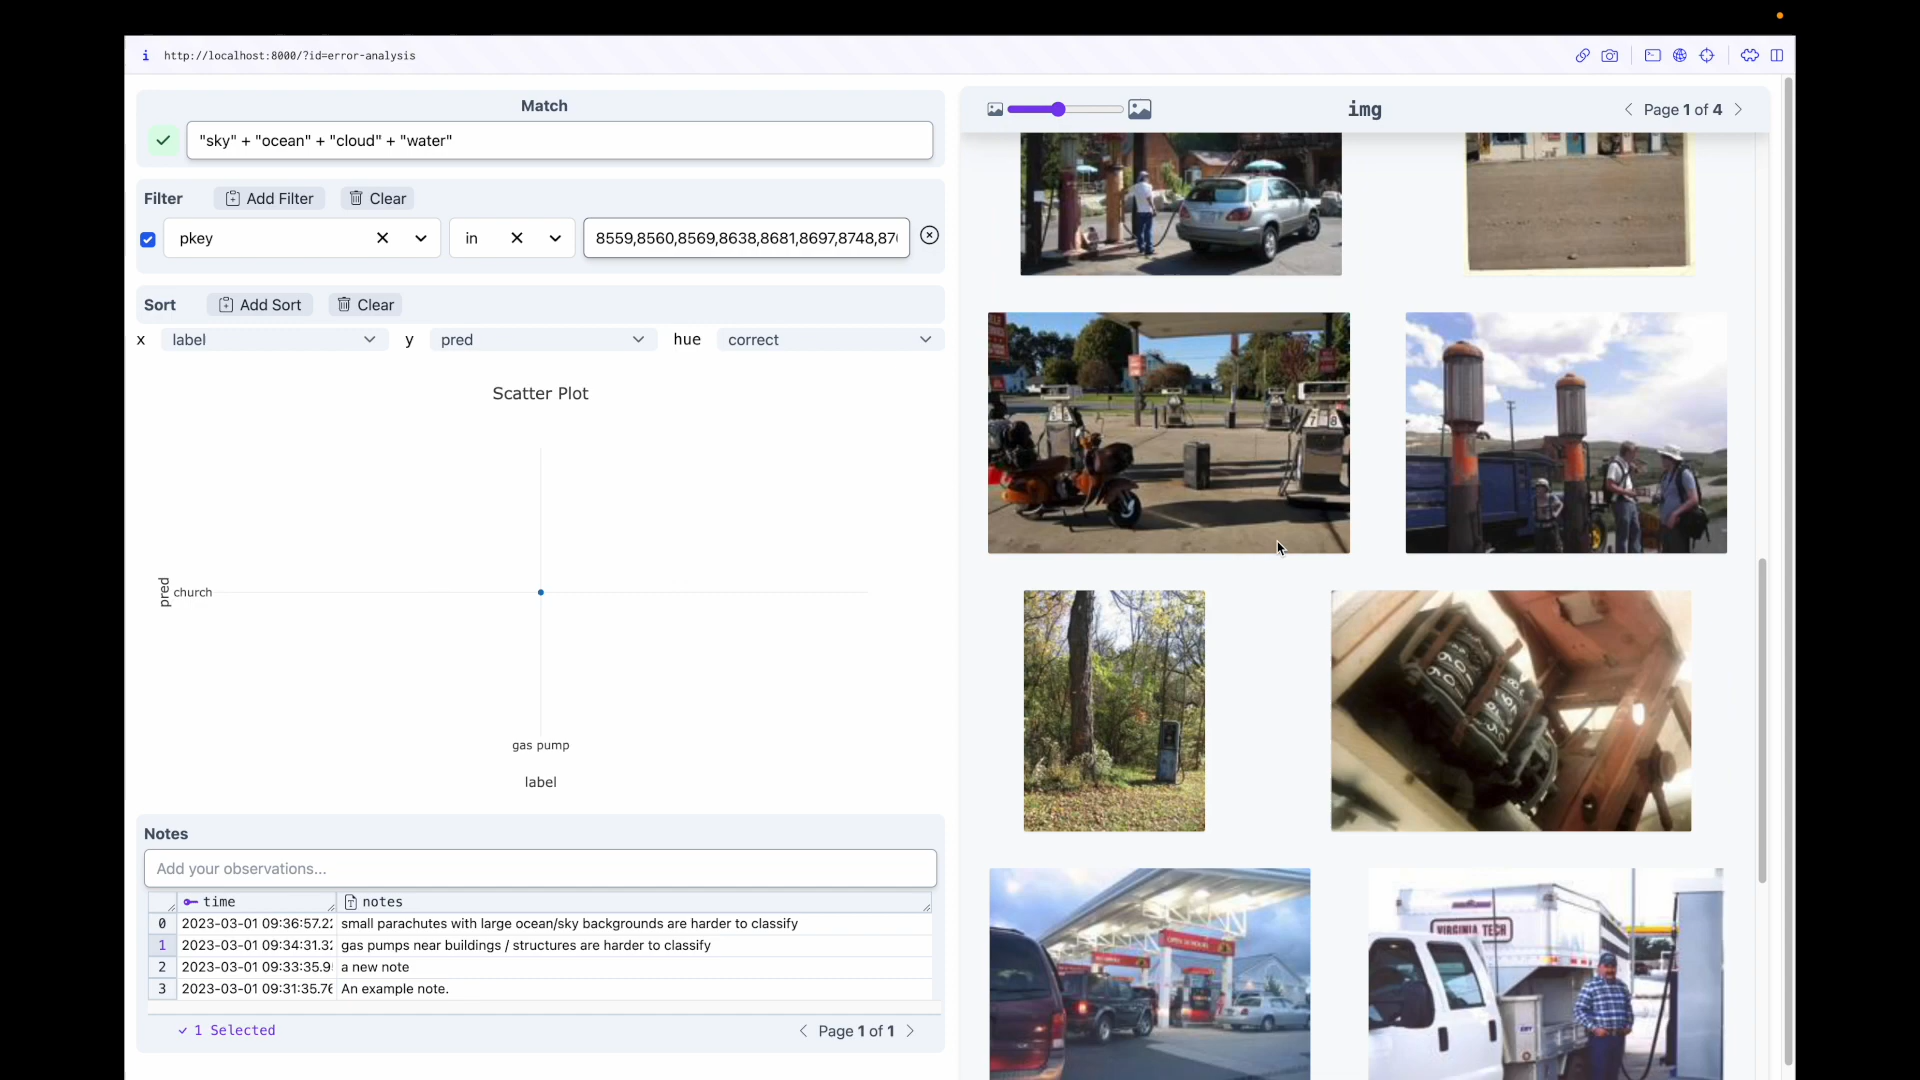 http://localhost:8000/?id=error-analysis
Match
"sky" + "ocean" + "cloud" + "water"
Filter Add Filter Clear
pkey in 8559,8560,8569,8638,8681,8697,8748,87
Sort Add Sort Clear
x label y pred hue correct
Scatter Plot
pred
church
gas pump
label
Notes
Add your observations...
time notes
0 2023-03-01 09:36:57.22 small parachutes with large ocean/sky backgrounds are harder to classify
1 2023-03-01 09:34:31.32 gas pumps near buildings / structures are harder to classify
2 2023-03-01 09:33:35.9 a new note
3 2023-03-01 09:31:35.76 An example note.
1 Selected
Page 1 of 1
img
Page 1 of 4
7 8
VIRGINIA TECH